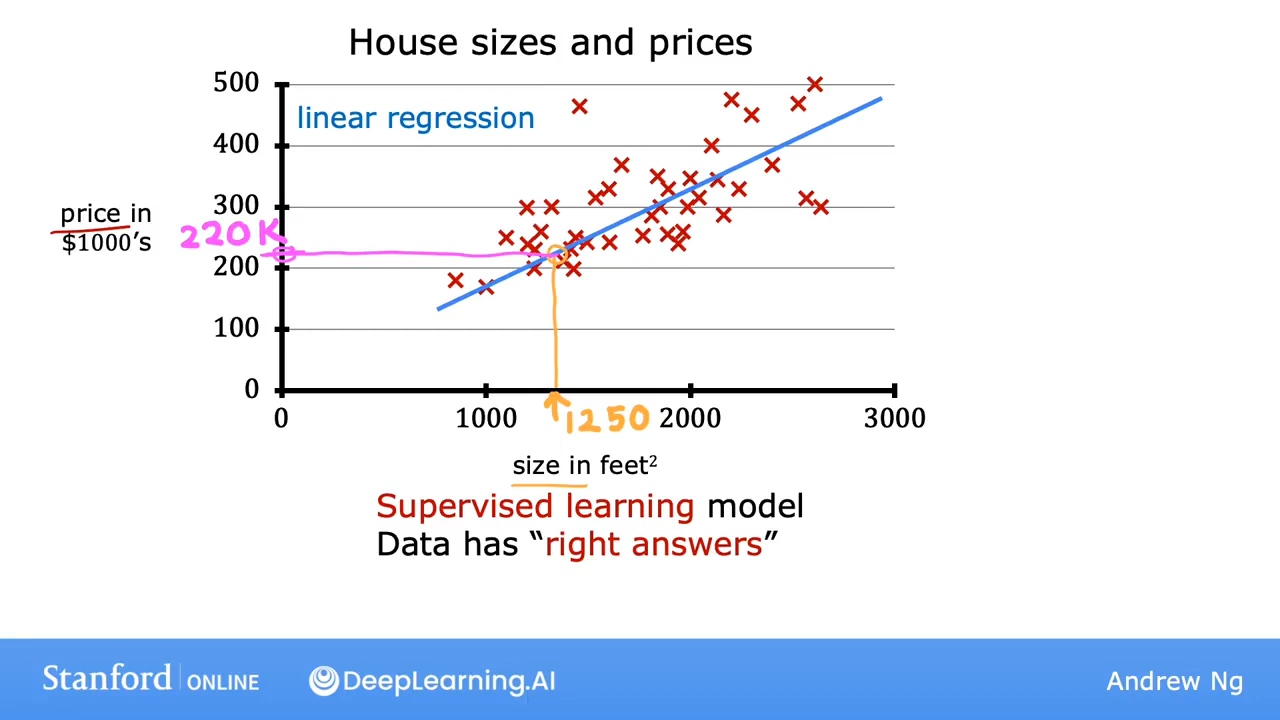 House sizes and prices
500
linear regression
400
300
price in
$1000’s
220K
200
100
0
0
1000
1250
2000
3000
size in feet²
Supervised learning model
Data has “right answers”
Stanford ONLINE
DeepLearning.AI
Andrew Ng